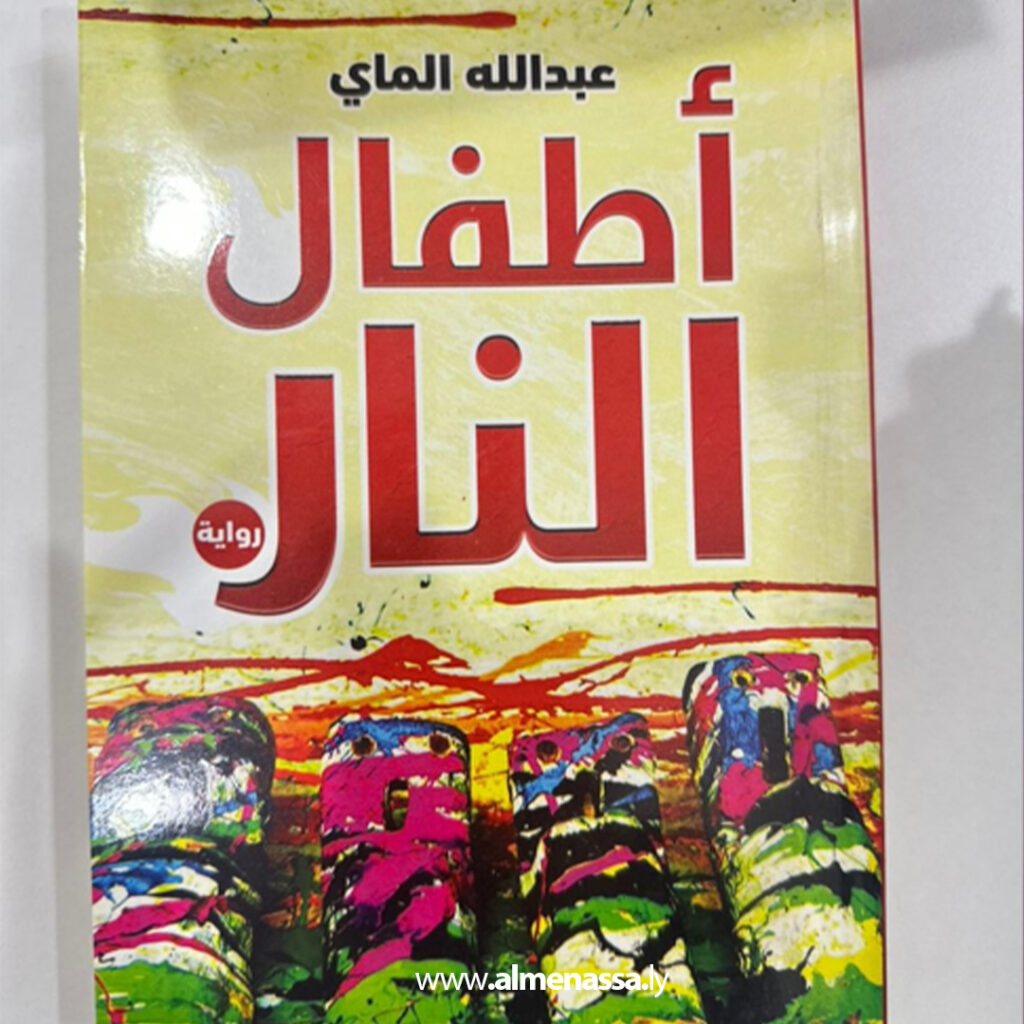 عبدالله الماي
أطفال
النار
رواية
www.almenassa.ly